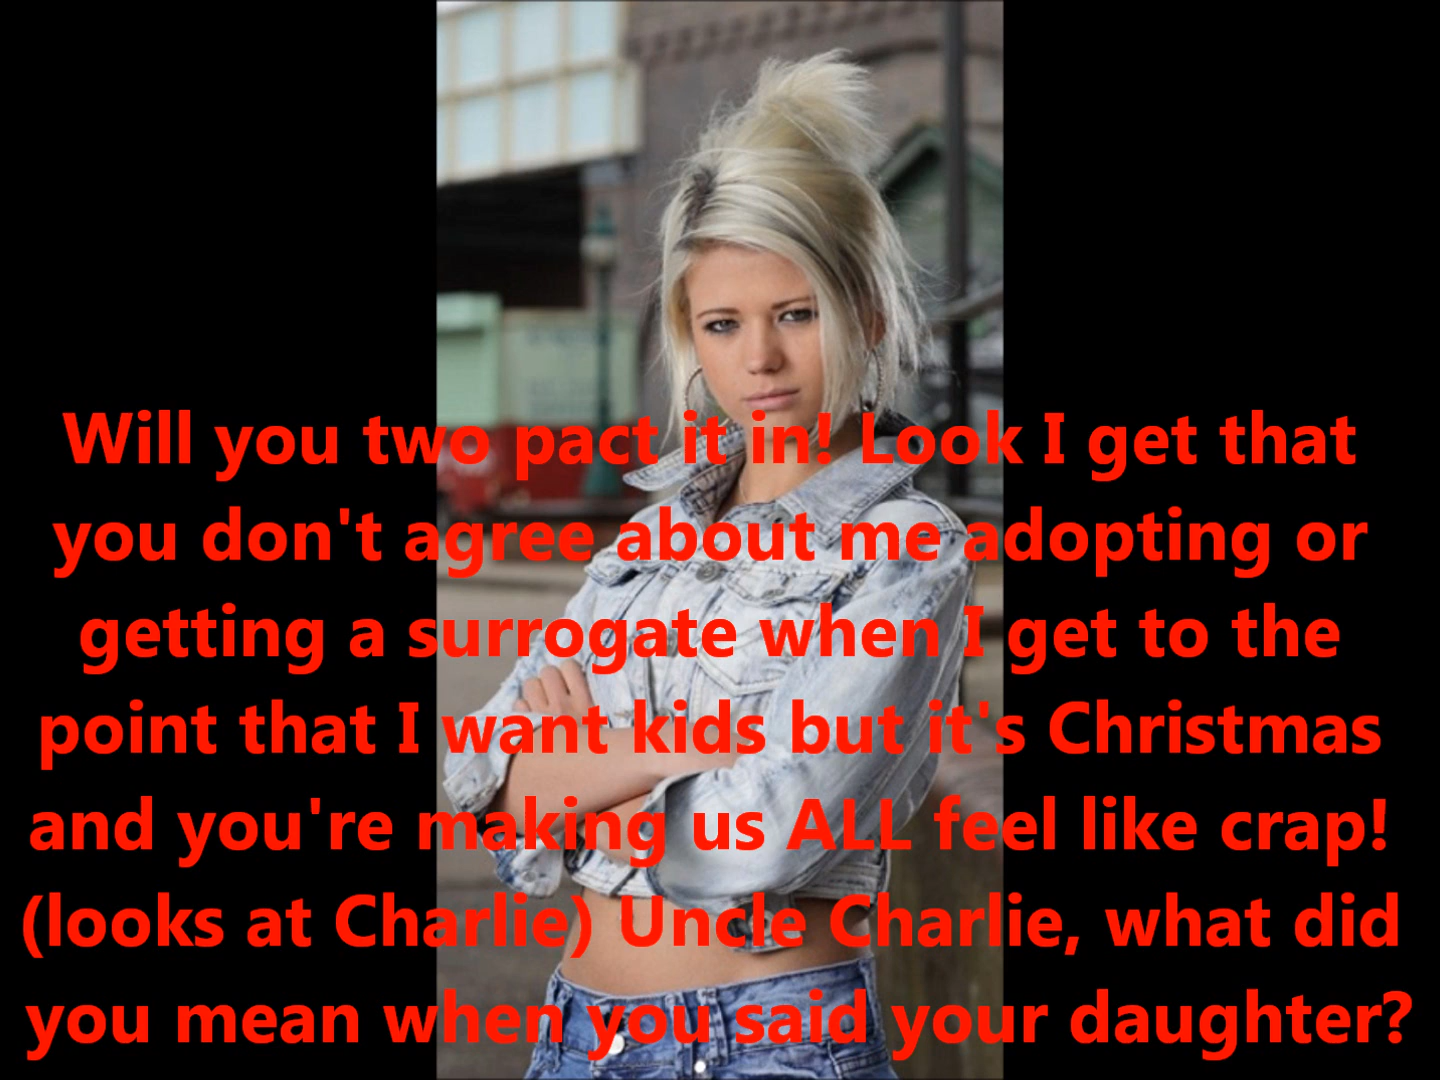 Will you two pact it in! Look I get that
you don't agree about me adopting or
getting a surrogate when I get to the
point that I want kids but it's Christmas
and you're making us ALL feel like crap!
(looks at Charlie) Uncle Charlie, what did
you mean when you said your daughter?